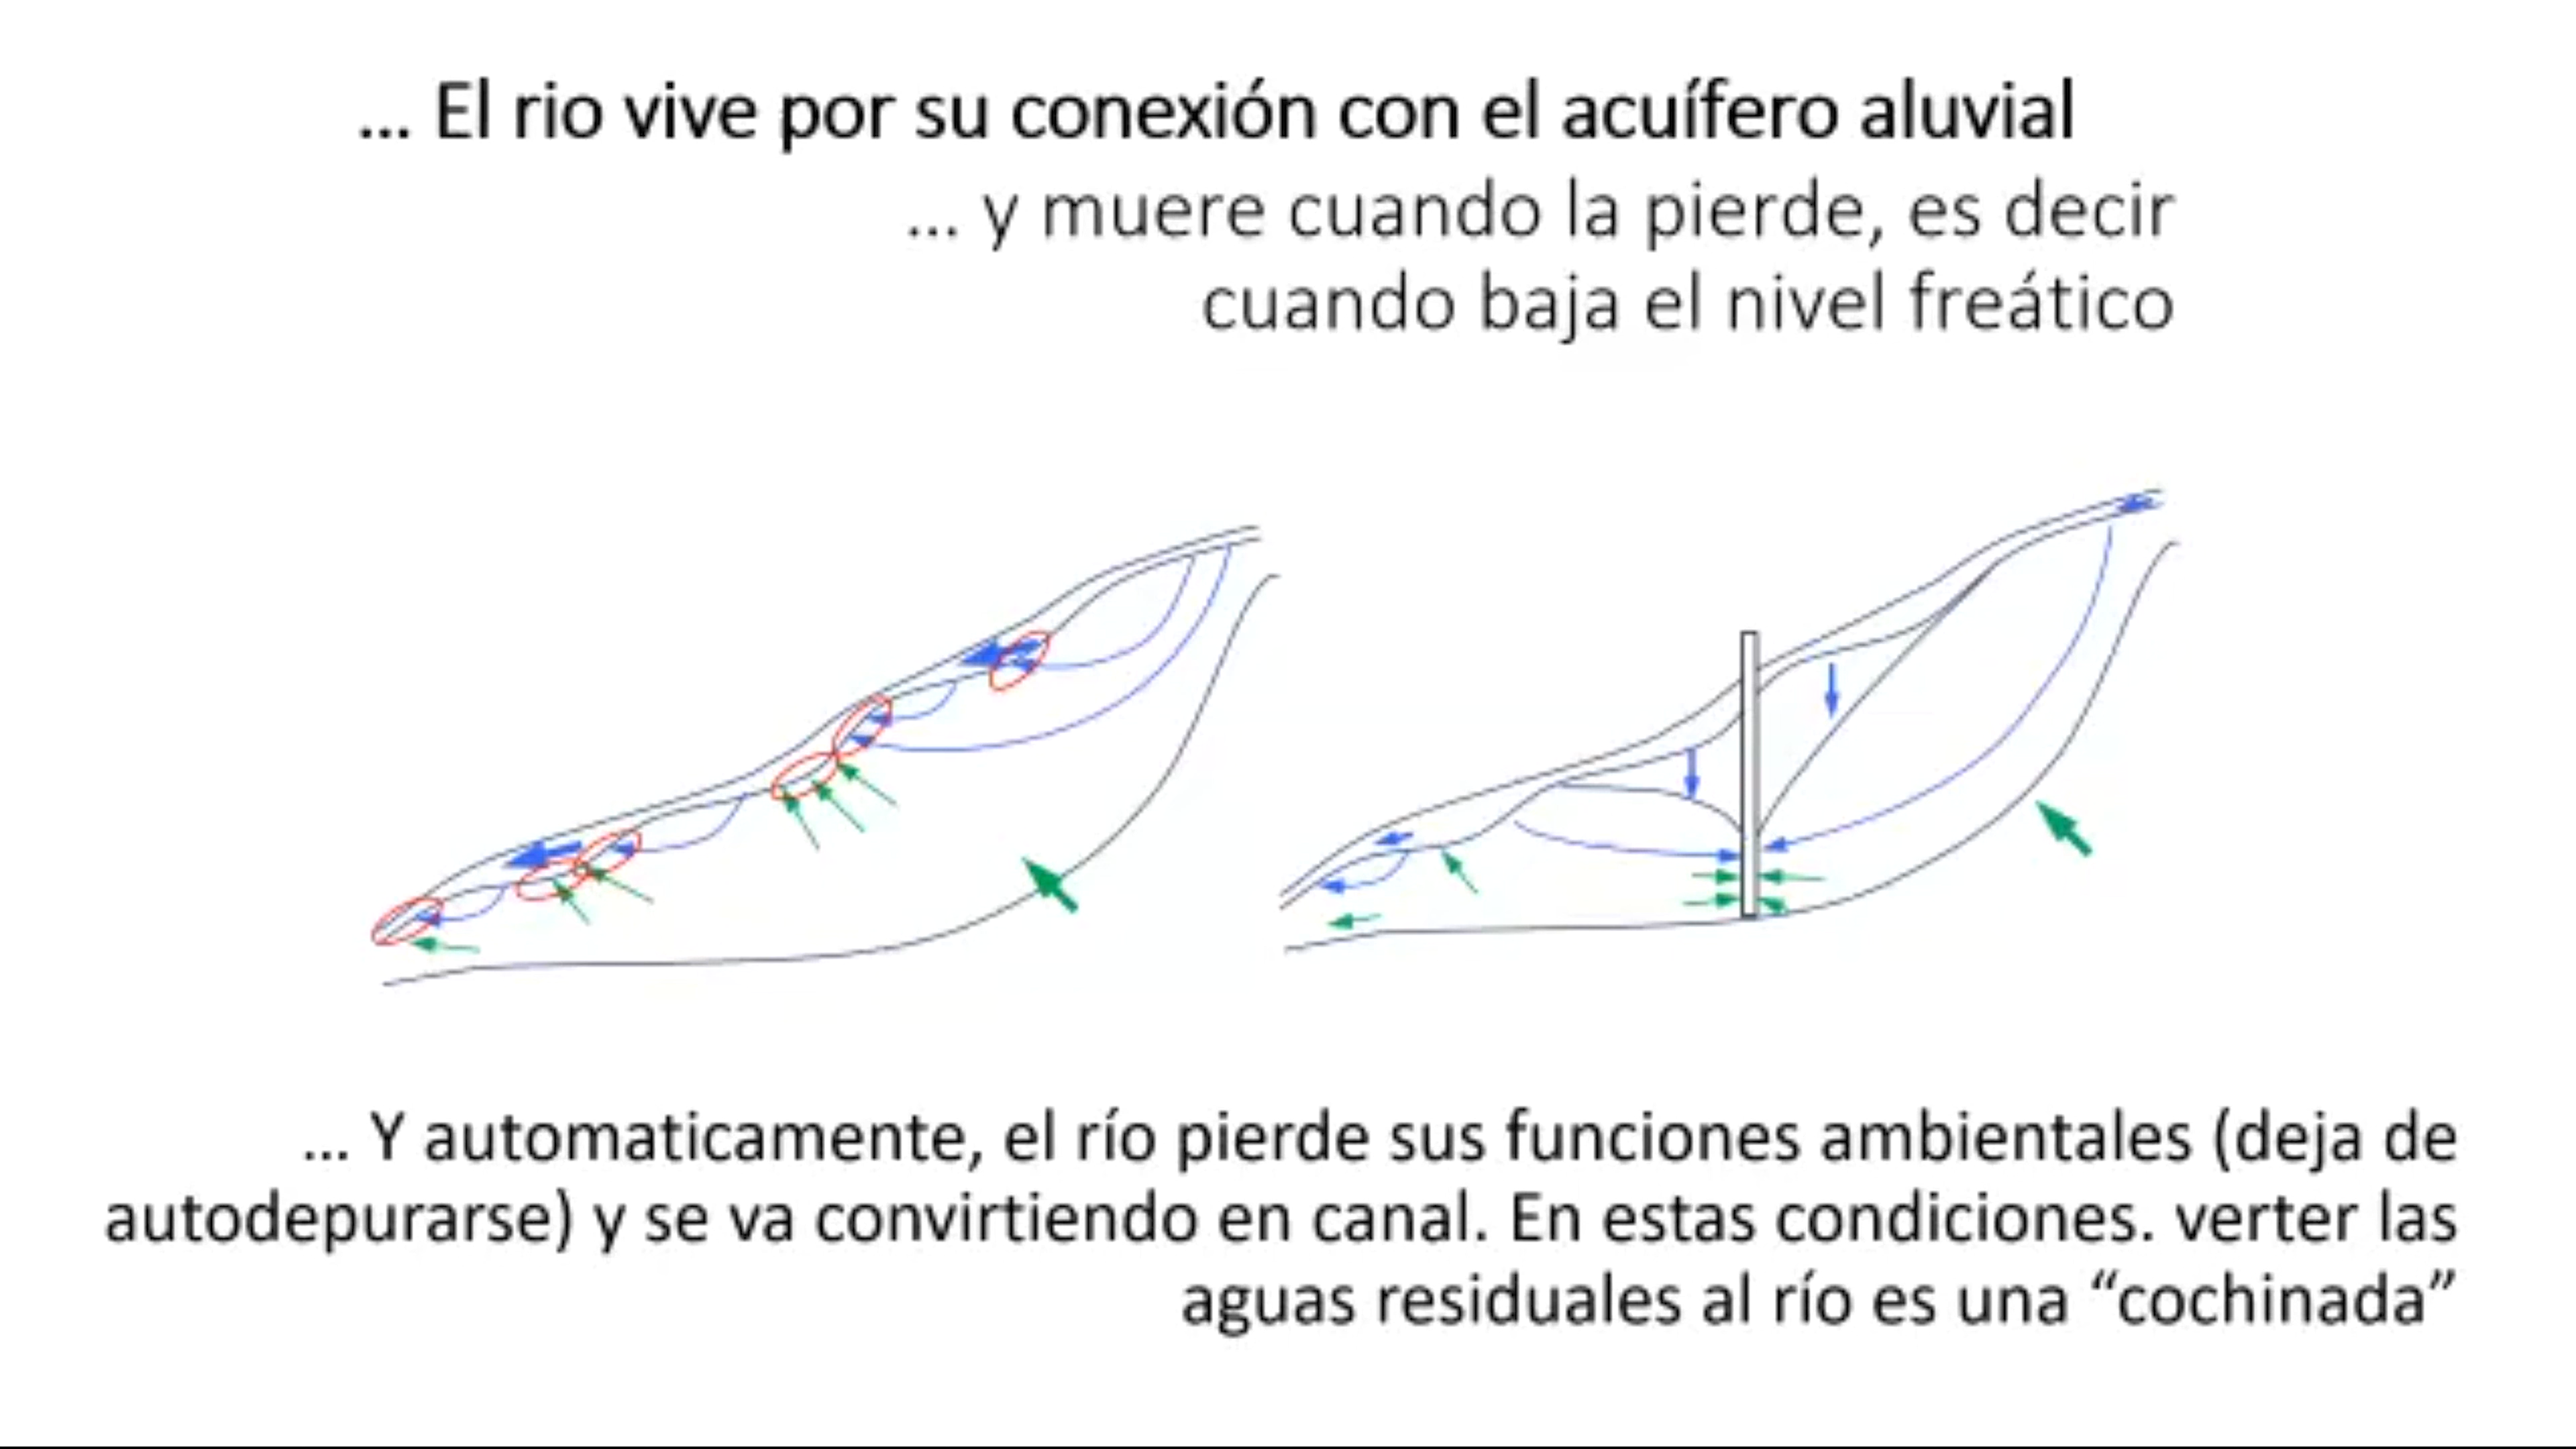 ... El rio vive por su conexión con el acuífero aluvial
... y muere cuando la pierde, es decir
cuando baja el nivel freático
... Y automaticamente, el río pierde sus funciones ambientales (deja de
autodepurarse) y se va convirtiendo en canal. En estas condiciones. verter las
aguas residuales al río es una “cochinada”